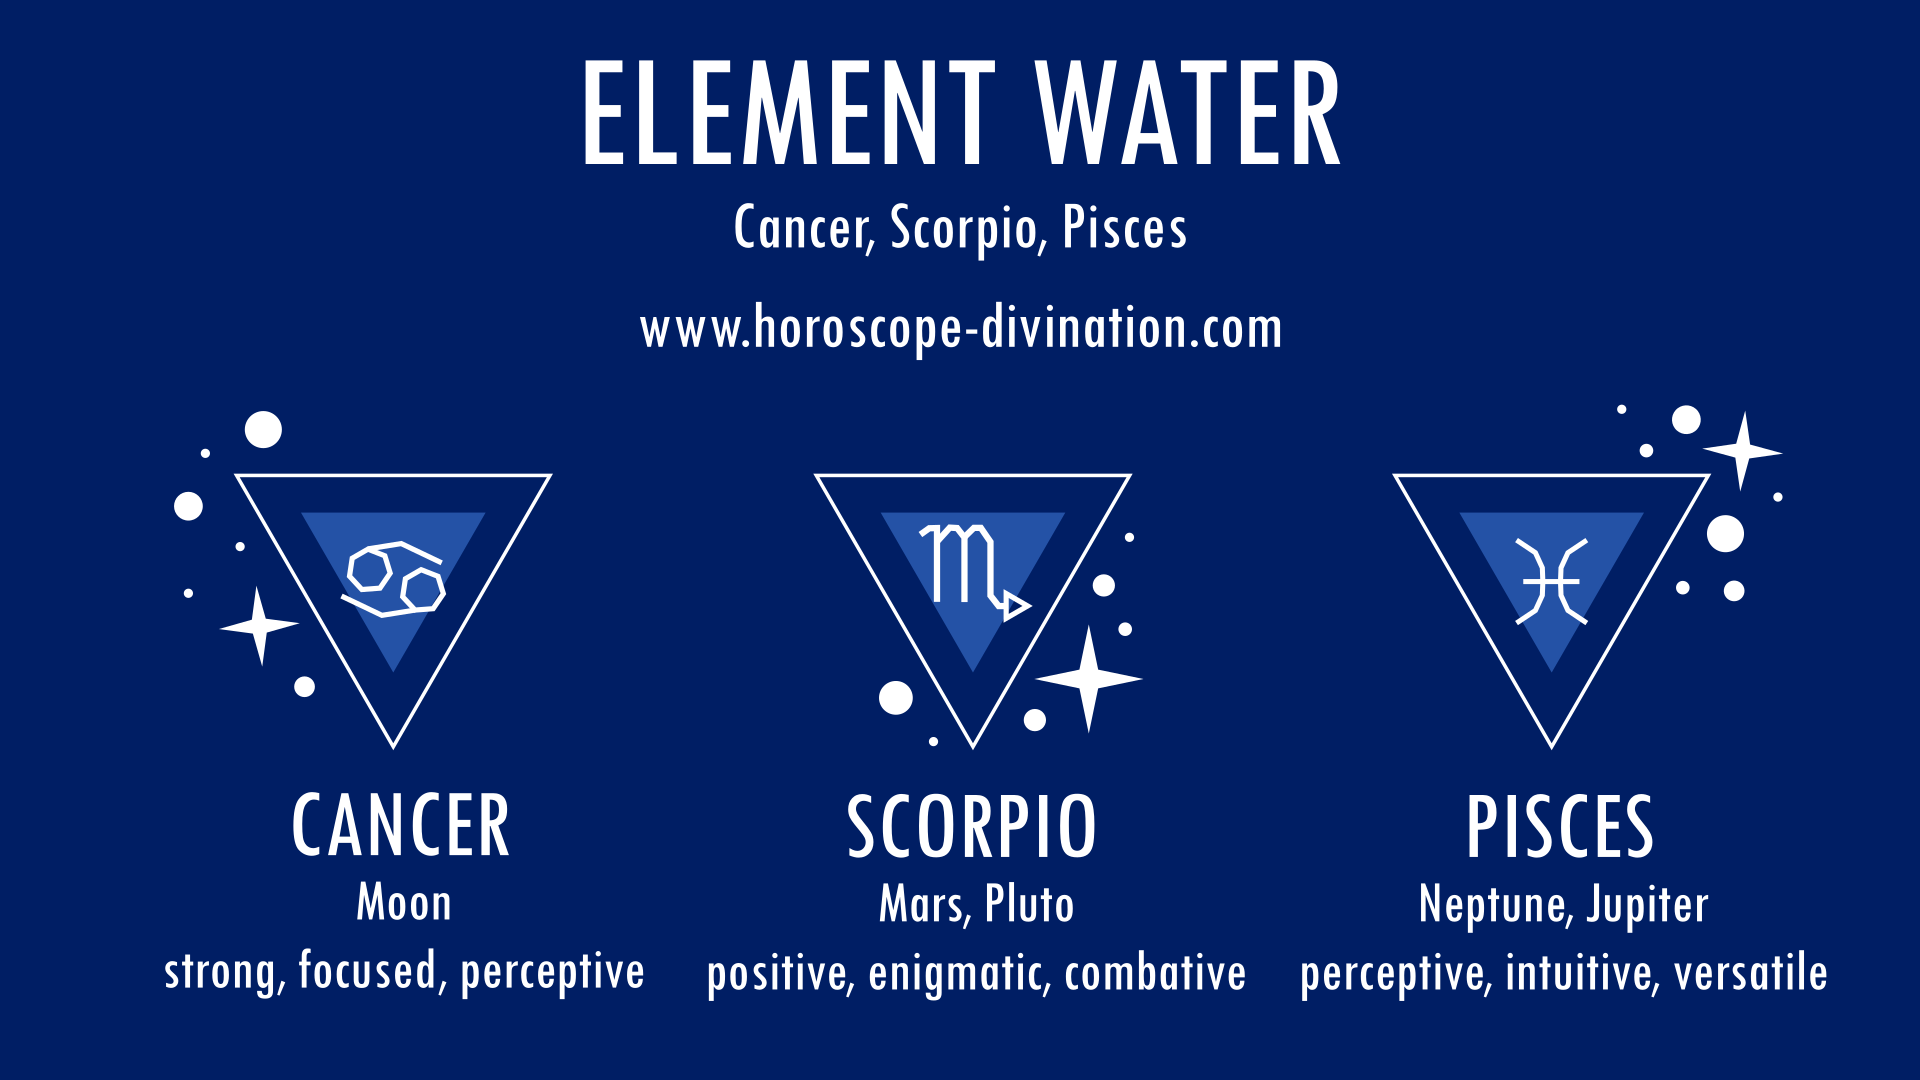 ELEMENT WATER
Cancer, Scorpio, Pisces
www.horoscope-divination.com
CANCER
Moon
strong, focused, perceptive
SCORPIO
Mars, Pluto
positive, enigmatic, combative
PISCES
Neptune, Jupiter
perceptive, intuitive, versatile